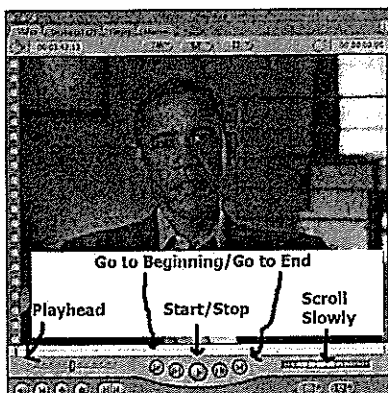 Go to Beginning/Go to End
Playhead
Start/Stop
Scroll
Slowly